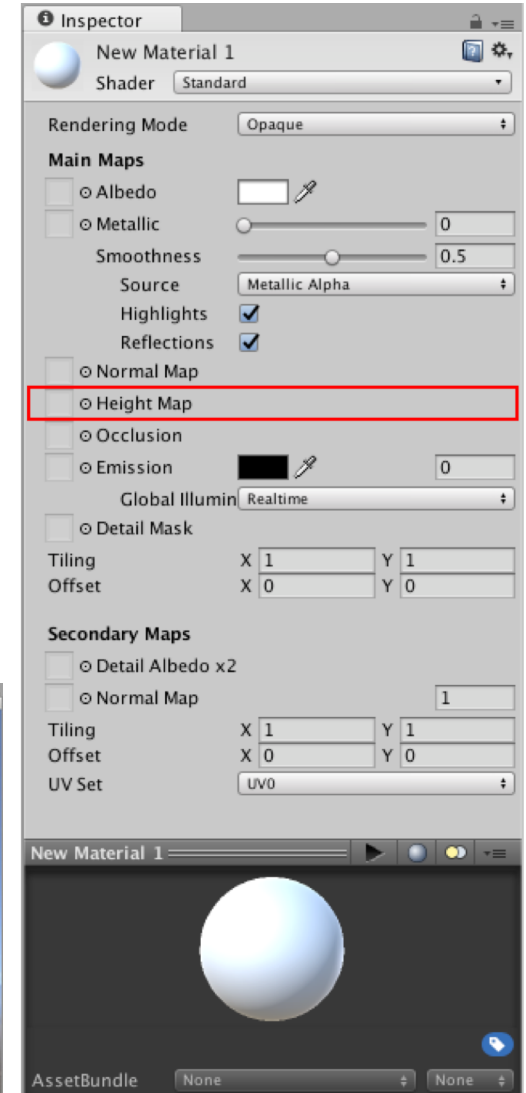 Inspector
New Material 1
Shader Standard
Rendering Mode Opaque
Main Maps
Albedo
Metallic 0
Smoothness 0.5
Source Metallic Alpha
Highlights
Reflections
Normal Map
Height Map
Occlusion
Emission 0
Global Illumin Realtime
Detail Mask
Tiling X 1 Y 1
Offset X 0 Y 0
Secondary Maps
Detail Albedo x2
Normal Map 1
Tiling X 1 Y 1
Offset X 0 Y 0
UV Set UV0
New Material 1
AssetBundle None None